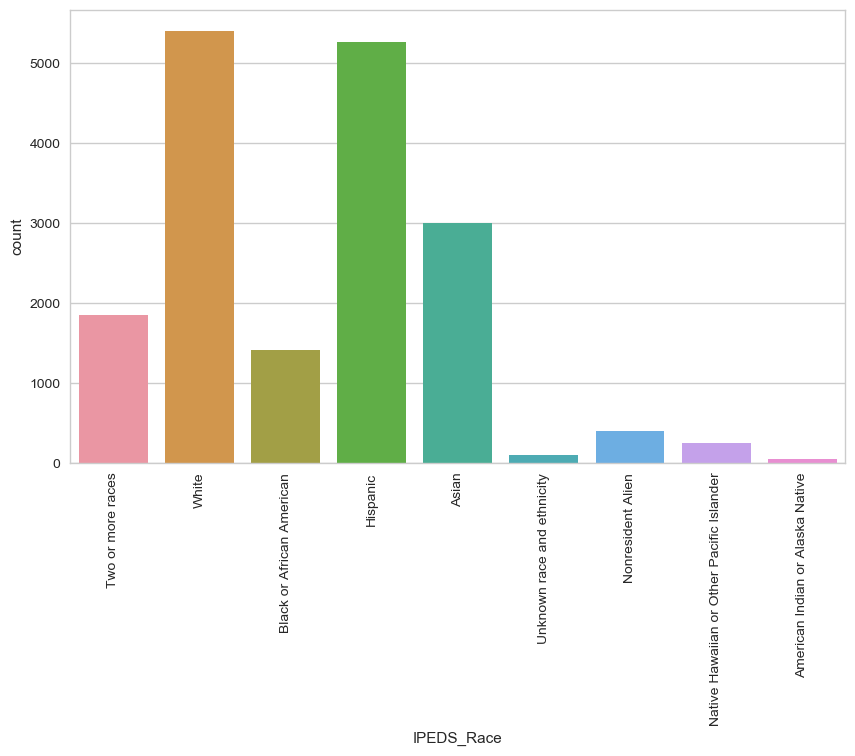 5000
4000
3000
2000
1000
0
count
Two or more races
White
Black or African American
Hispanic
Asian
Unknown race and ethnicity
Nonresident Alien
Native Hawaiian or Other Pacific Islander
American Indian or Alaska Native
IPEDS_Race